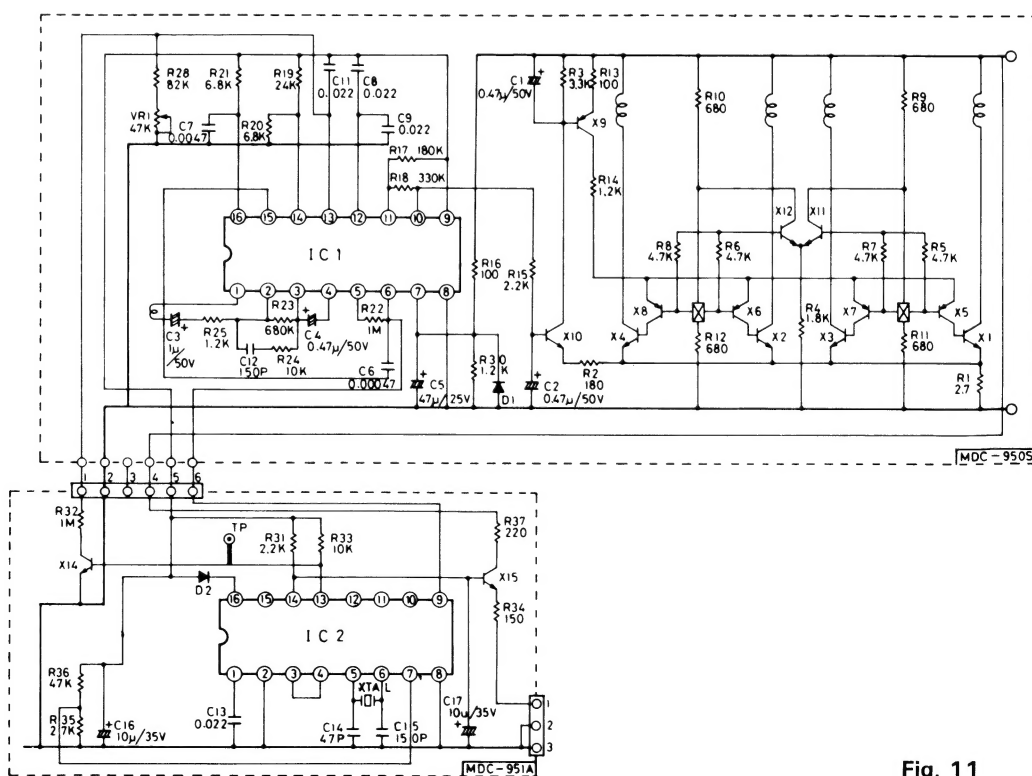 R28
82K
R21
6.8K
R19
24K
C11
0.022
C8
0.022
VR1
47K
C7
0.0047
R20
6.8K
C9
0.022
R17 180K
R18 330K
16 15 14 13 12 11 10 9
IC1
1 2 3 4 5 6 7 8
C3
1μ/50V
R25
1.2K
R23
680K
C4
0.47μ/50V
R22
1M
C12
150P
R24
10K
C6
0.00047
R16
100
R15
2.2K
R30
1.2K
D1
C5
47μ/25V
C2
0.47μ/50V
C1
0.47μ/50V
R3
3.3K
R13
100
X9
R14
1.2K
X10
R2
180
R10
680
R9
680
X12
X11
R8
4.7K
R6
4.7K
R7
4.7K
R5
4.7K
X8
X6
X7
X5
X4
X2
X3
X1
R12
680
R4
1.8K
R11
680
R1
2.7
MDC-950S
1 2 3 4 5 6
R32
1M
X14
TP
R31
2.2K
R33
10K
D2
R37
220
X15
R34
150
16 15 14 13 12 11 10 9
IC2
1 2 3 4 5 6 7 8
R36
47K
R35
2.7K
C16
10μ/35V
C13
0.022
XTAL
C14
47P
C15
150P
C17
10μ/35V
1
2
3
MDC-951A
Fig. 11